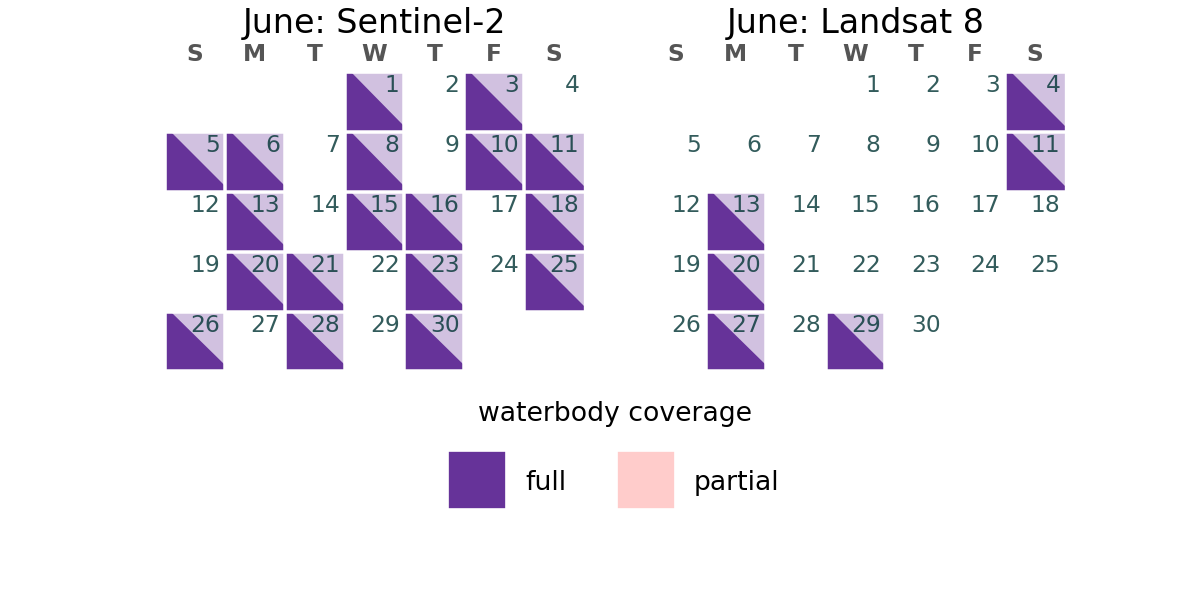 June: Sentinel-2
S M T W T F S
1 2 3 4
5 6 7 8 9 10 11
12 13 14 15 16 17 18
19 20 21 22 23 24 25
26 27 28 29 30
June: Landsat 8
S M T W T F S
1 2 3 4
5 6 7 8 9 10 11
12 13 14 15 16 17 18
19 20 21 22 23 24 25
26 27 28 29 30
waterbody coverage
full partial